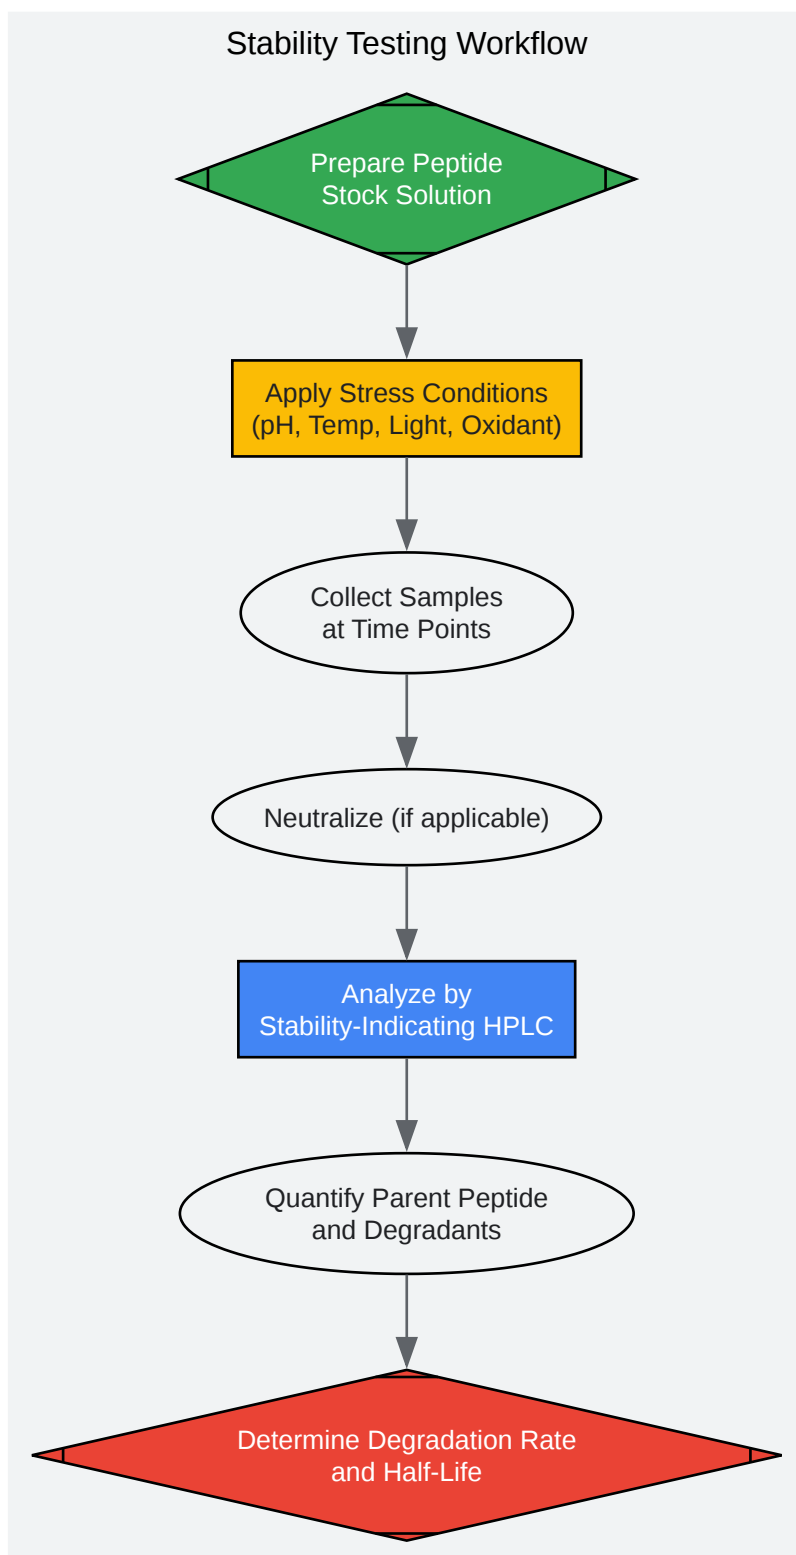 Stability Testing Workflow
Prepare Peptide
Stock Solution
Apply Stress Conditions
(pH, Temp, Light, Oxidant)
Collect Samples
at Time Points
Neutralize (if applicable)
Analyze by
Stability-Indicating HPLC
Quantify Parent Peptide
and Degradants
Determine Degradation Rate
and Half-Life